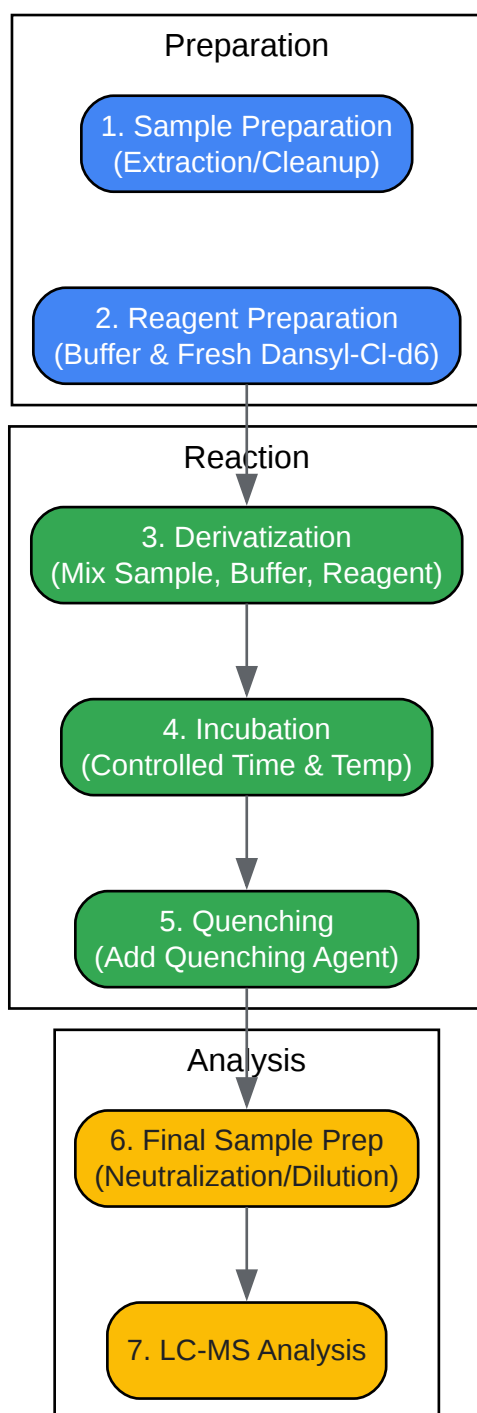 Preparation
1. Sample Preparation
(Extraction/Cleanup)
2. Reagent Preparation
(Buffer & Fresh Dansyl-Cl-d6)
Reaction
3. Derivatization
(Mix Sample, Buffer, Reagent)
4. Incubation
(Controlled Time & Temp)
5. Quenching
(Add Quenching Agent)
Analysis
6. Final Sample Prep
(Neutralization/Dilution)
7. LC-MS Analysis